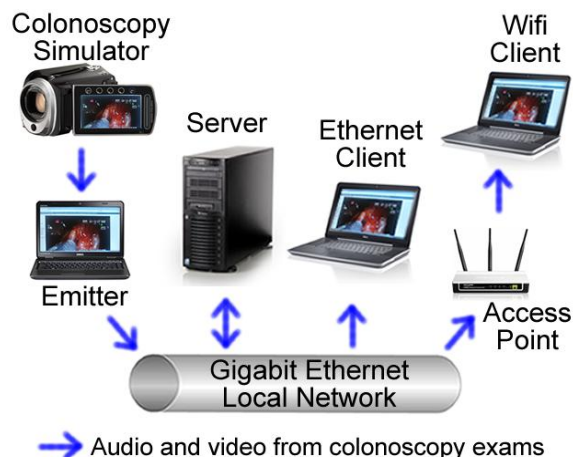 Colonoscopy
Simulator
Wifi
Client
Server
Ethernet
Client
Emitter
Access
Point
Gigabit Ethernet
Local Network
Audio and video from colonoscopy exams